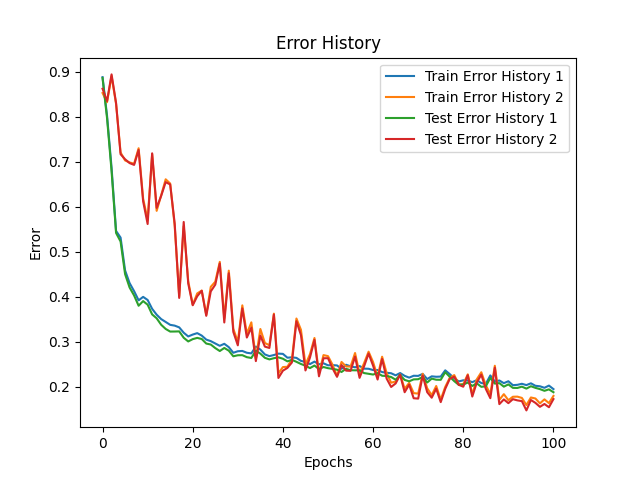 Error History
Train Error History 1
Train Error History 2
Test Error History 1
Test Error History 2
0.9
0.8
0.7
0.6
0.5
0.4
0.3
0.2
Error
0
20
40
60
80
100
Epochs